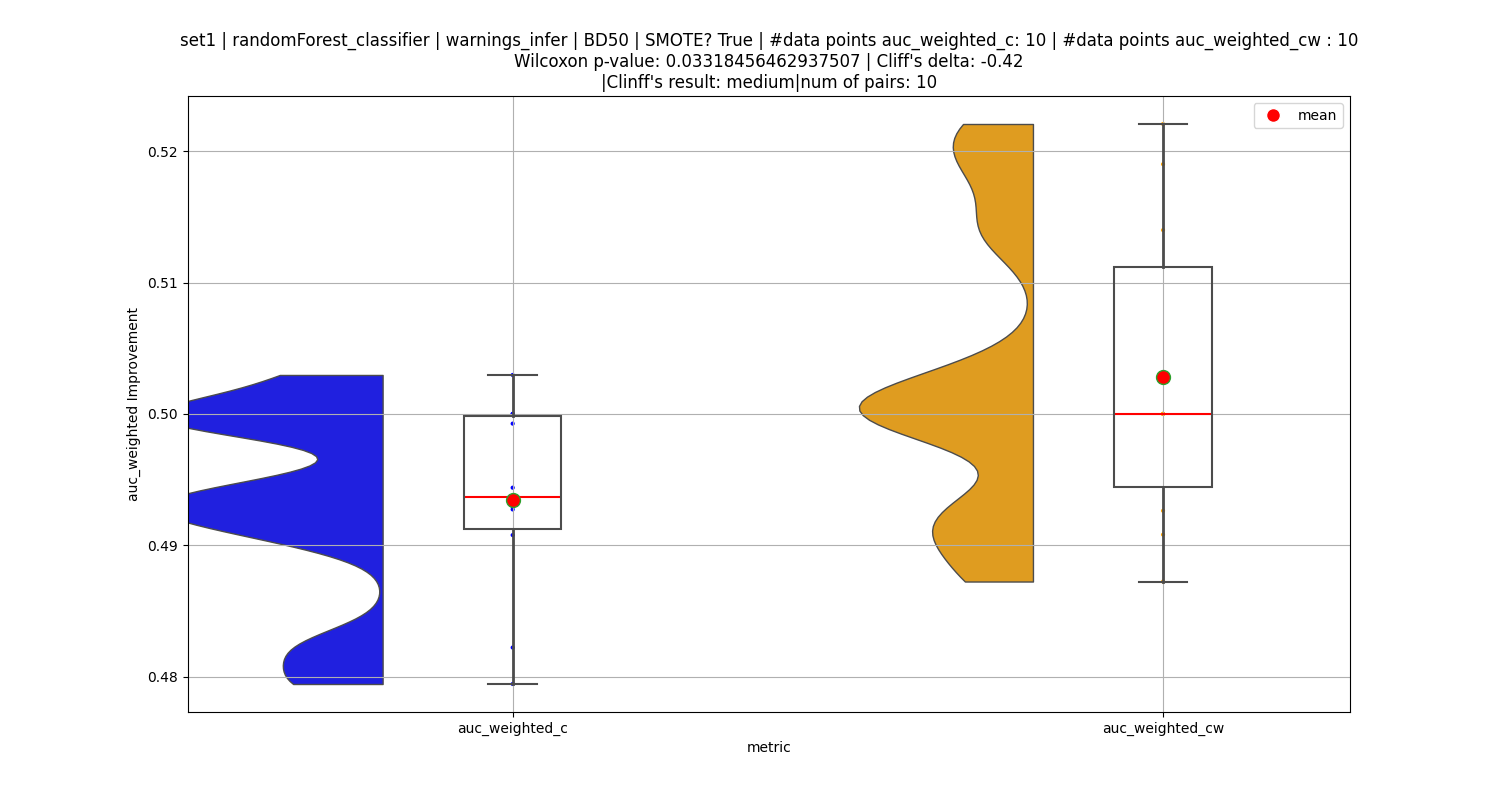 set1 | randomForest_classifier | warnings_infer | BD50 | SMOTE? True | #data points auc_weighted_c: 10 | #data points auc_weighted_cw : 10
Wilcoxon p-value: 0.03318456462937507 | Cliff's delta: -0.42
|Clinff's result: medium|num of pairs: 10
mean
0.52
0.51
0.50
0.49
0.48
auc_weighted Improvement
auc_weighted_c
auc_weighted_cw
metric